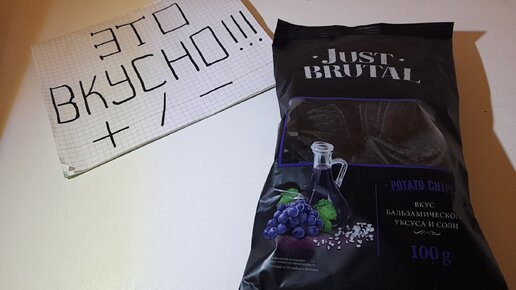 ЭТО
ВКУСНО!!!
+ / -
JUST
BRUTAL
POTATO CHIPS
ВКУС
БАЛЬЗАМИЧЕСКОГО
УКСУСА И СОЛИ
100 g